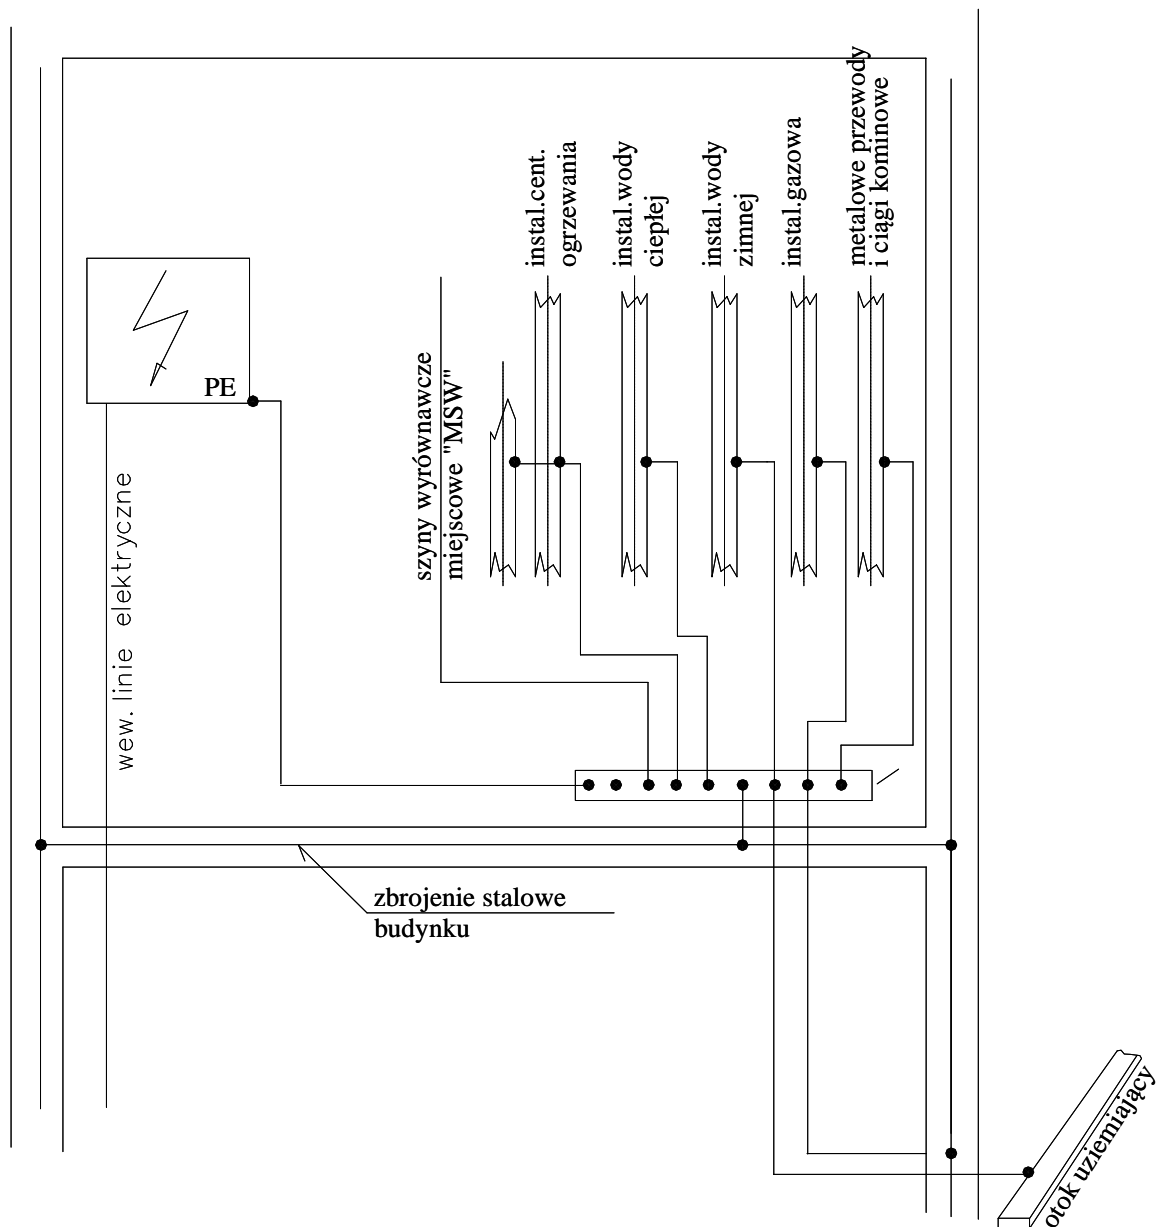 instal.cent.
ogrzewania
instal.wody
ciepłej
instal.wody
zimnej
instal.gazowa
metalowe przewody
i ciągi kominowe
PE
szyny wyrównawcze
miejscowe "MSW"
wew. linie elektryczne
zbrojenie stalowe
budynku
otok uziemiający